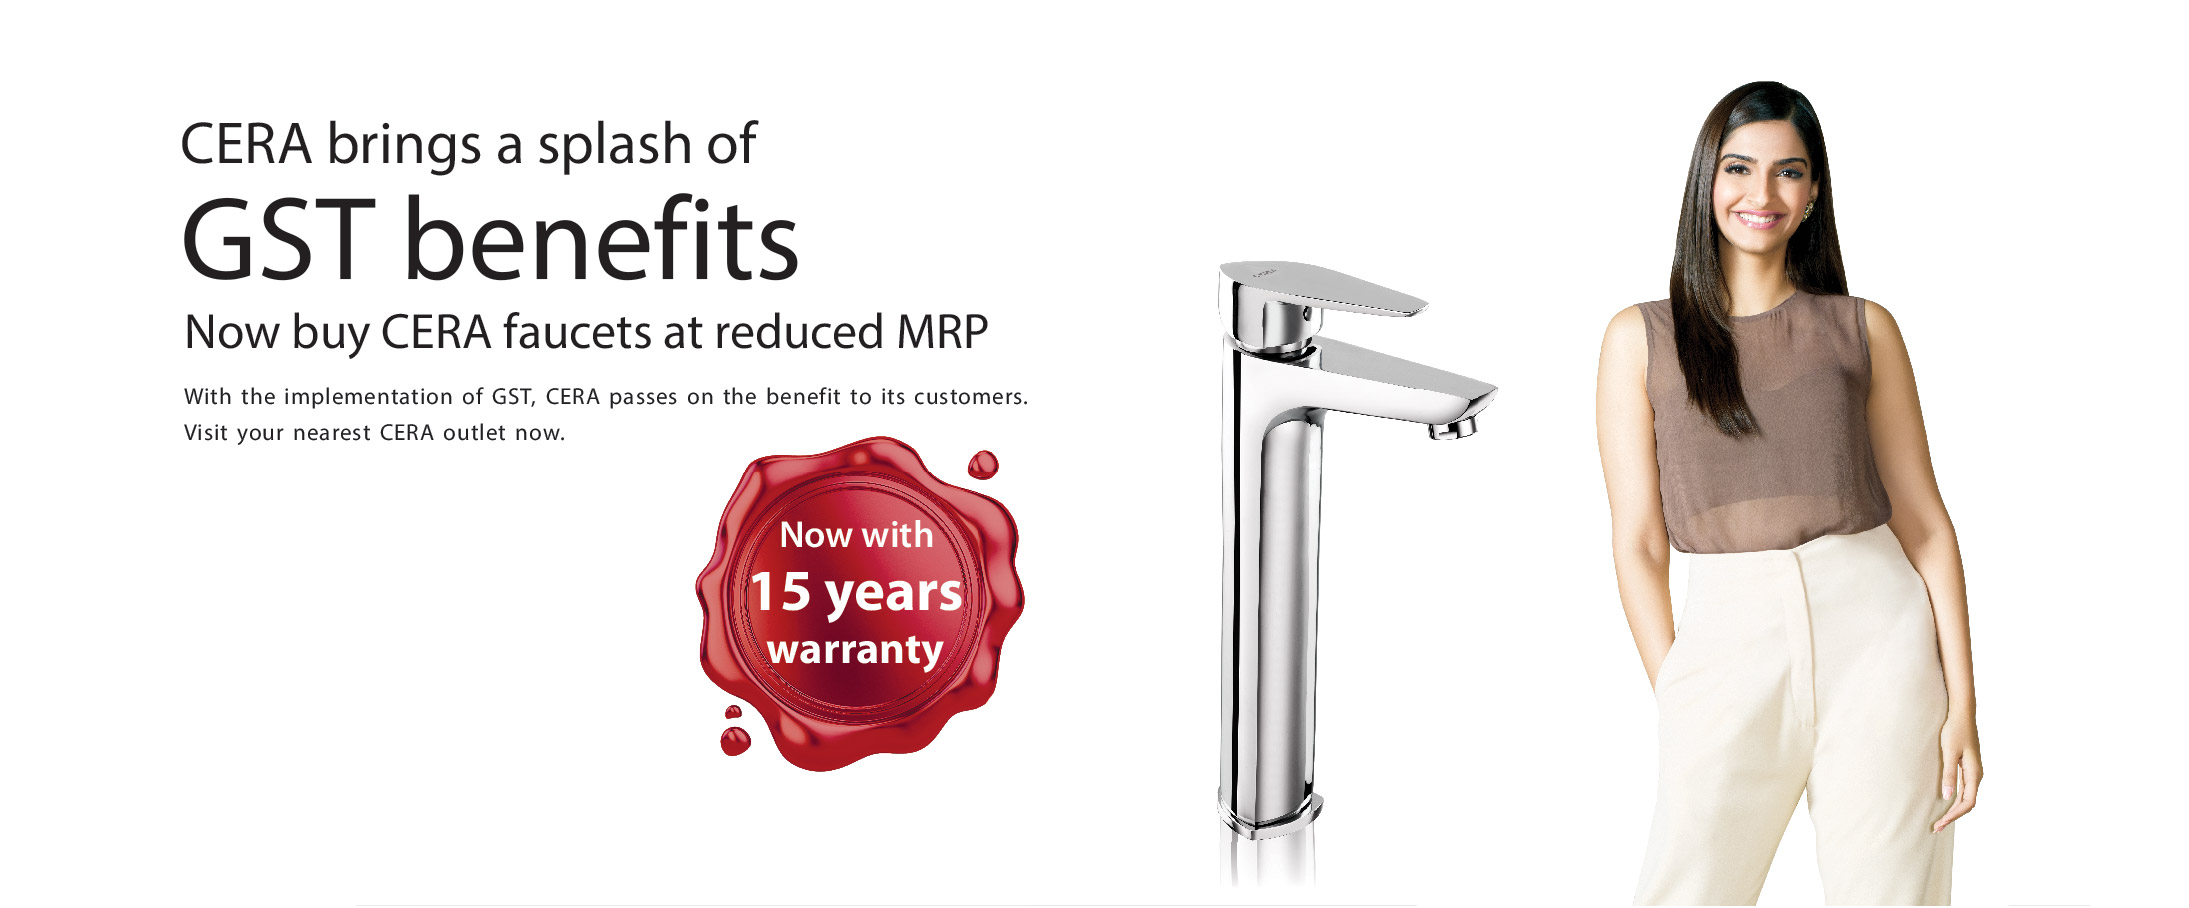 CERA brings a splash of
GST benefits
Now buy CERA faucets at reduced MRP
With the implementation of GST, CERA passes on the benefit to its customers.
Visit your nearest CERA outlet now.
Now with
15 years
warranty